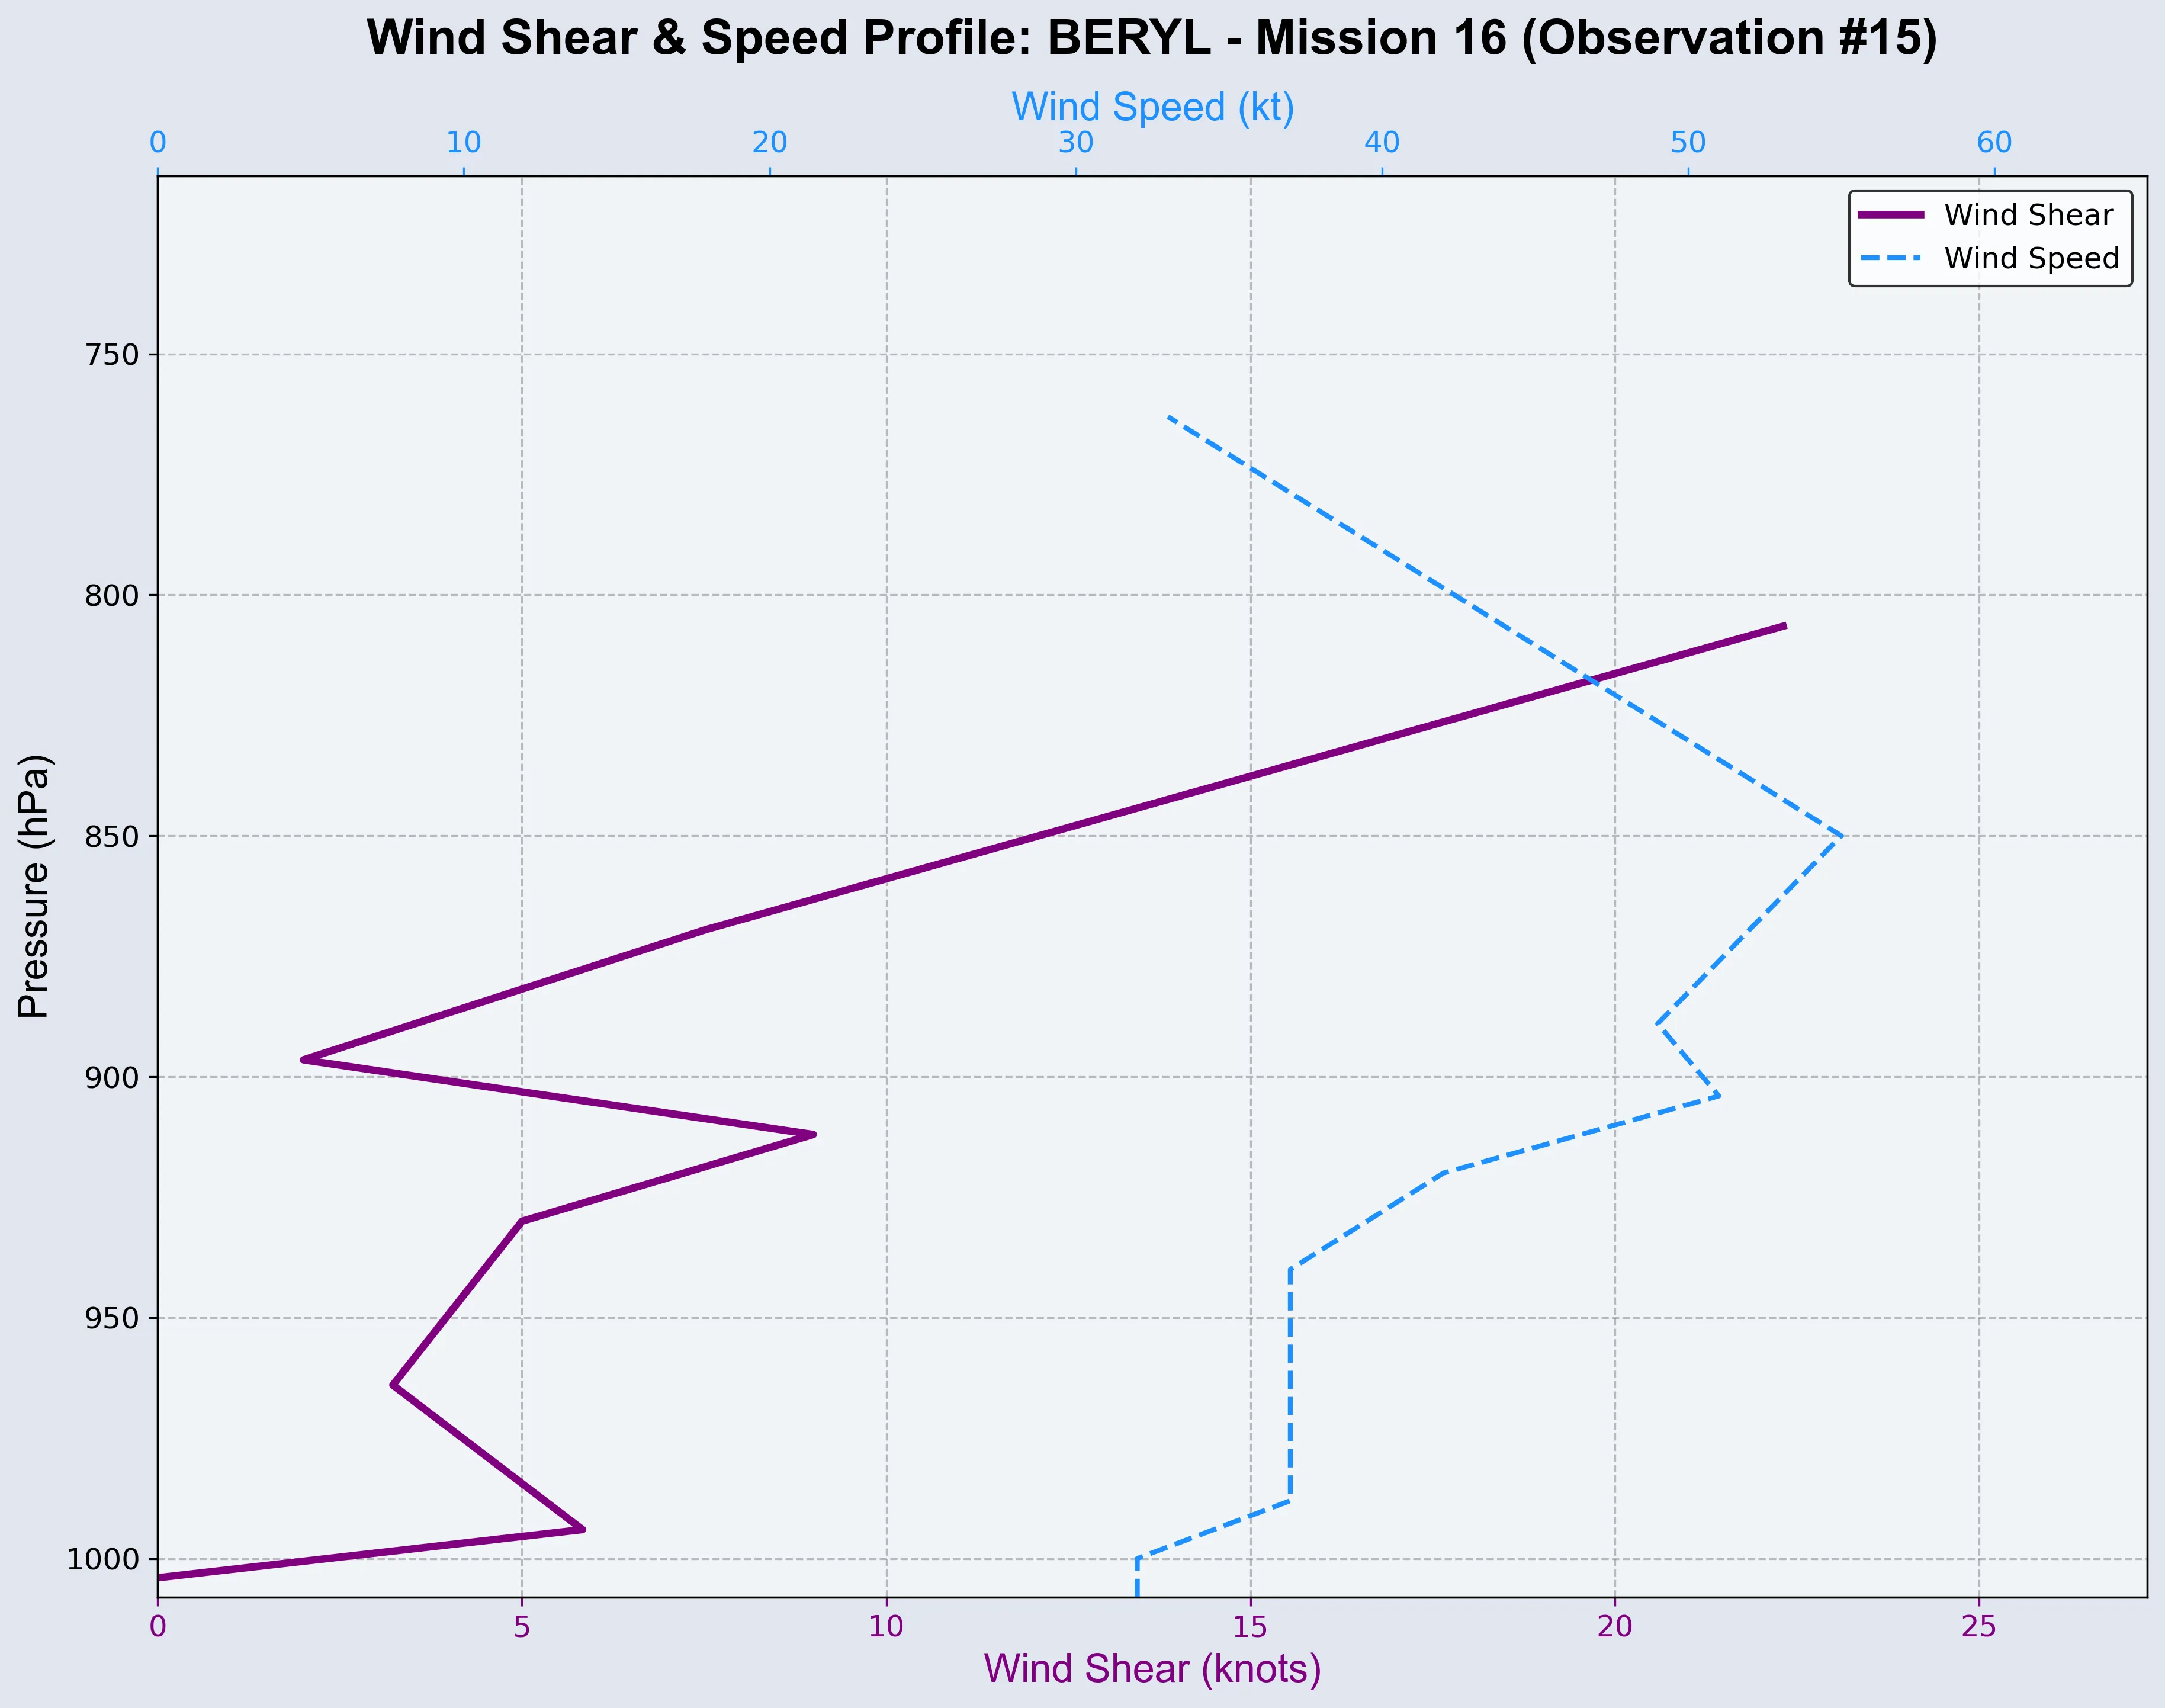 Wind Shear & Speed Profile: BERYL - Mission 16 (Observation #15)
Wind Speed (kt)
0 10 20 30 40 50 60
Wind Shear
Wind Speed
750
800
850
900
950
1000
Pressure (hPa)
0 5 10 15 20 25
Wind Shear (knots)